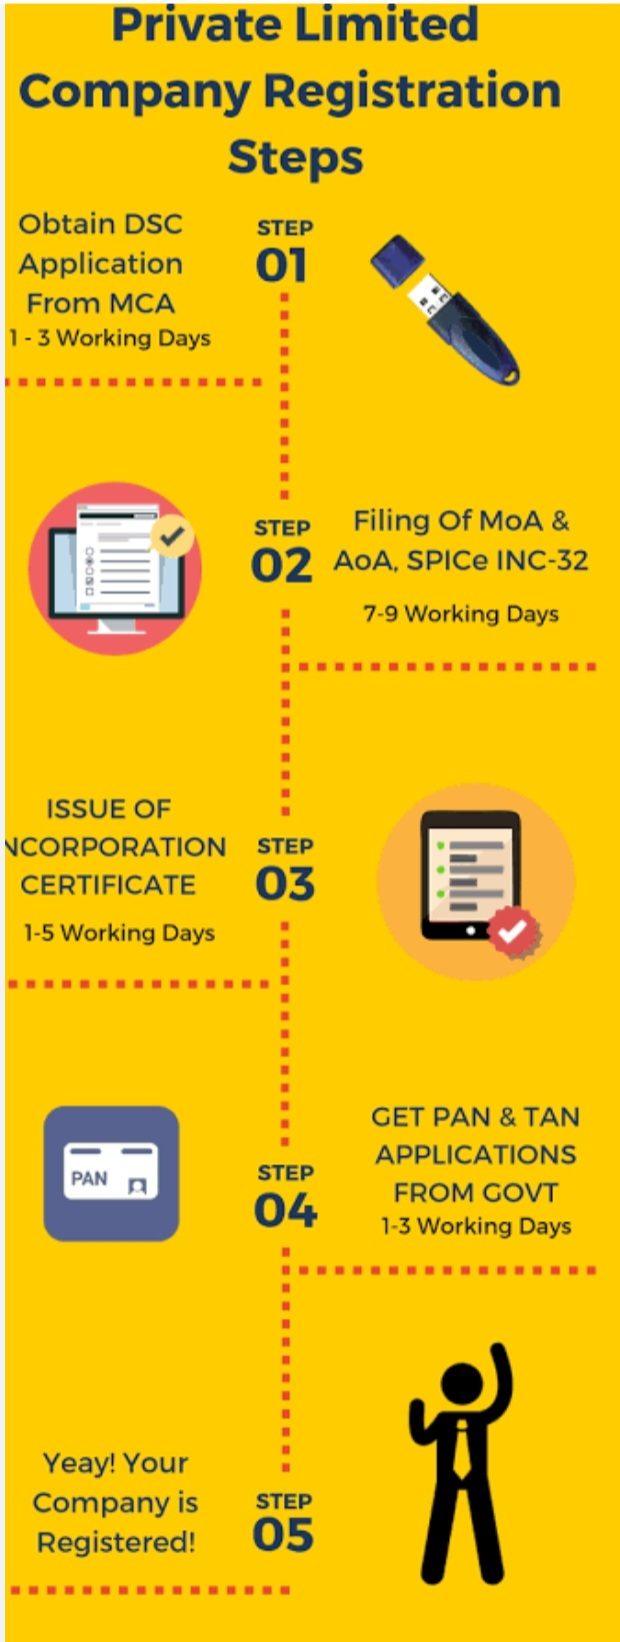 Private Limited
Company Registration
Steps
Obtain DSC
Application
From MCA
1 - 3 Working Days
STEP
01
STEP
02
Filing Of MoA &
AoA, SPICe INC-32
7-9 Working Days
ISSUE OF
NCORPORATION
CERTIFICATE
1-5 Working Days
STEP
03
PAN
STEP
04
GET PAN & TAN
APPLICATIONS
FROM GOVT
1-3 Working Days
Yeay! Your
Company is
Registered!
STEP
05